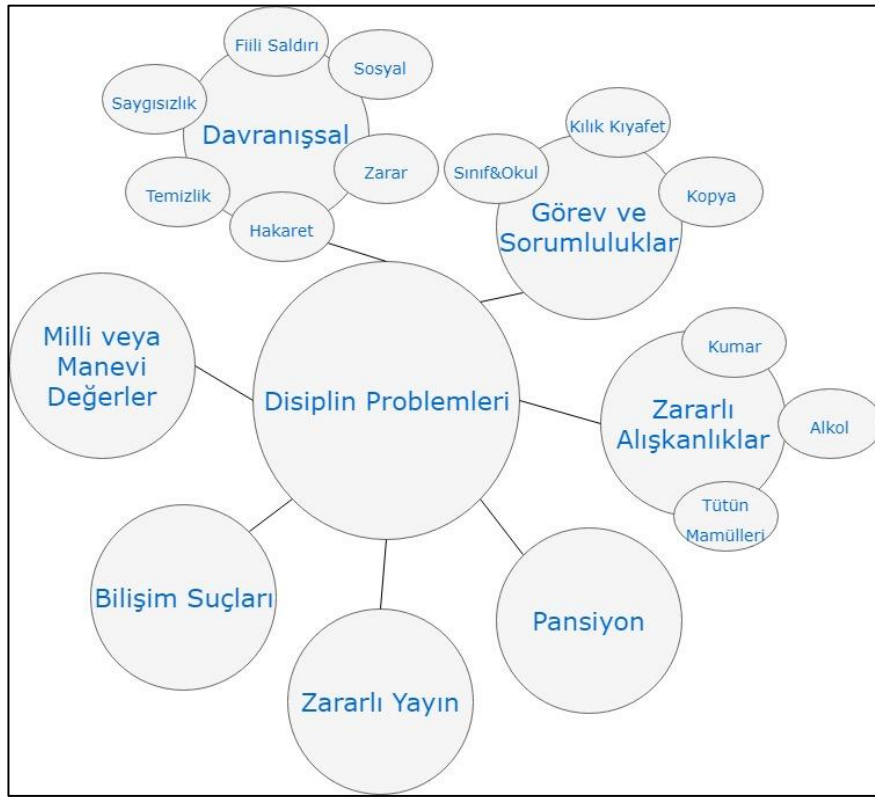 Fiili Saldırı
Sosyal
Saygısızlık
Davranışsal
Zarar
Temizlik
Hakaret
Kılık Kıyafet
Sınıf&Okul
Kopya
Görev ve
Sorumluluklar
Milli veya
Manevi
Değerler
Disiplin Problemleri
Kumar
Zararlı
Alışkanlıklar
Alkol
Tütün
Mamülleri
Bilişim Suçları
Pansiyon
Zararlı Yayın